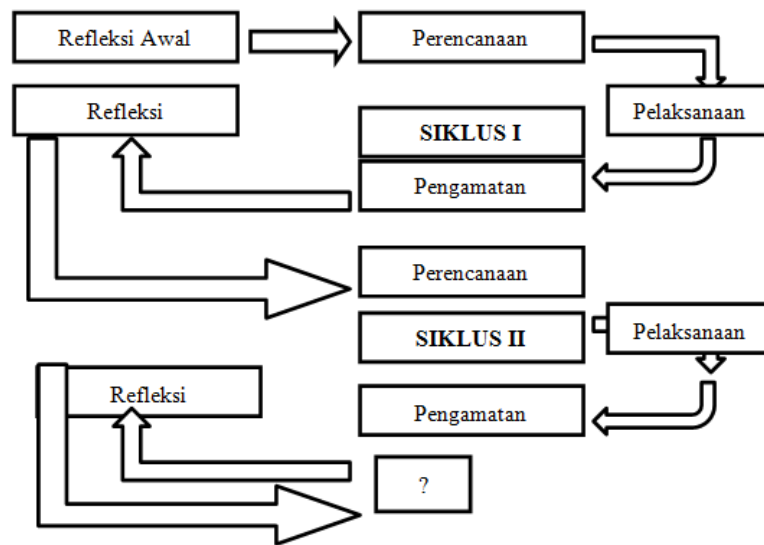 Refleksi Awal
Perencanaan
Refleksi
Pelaksanaan
SIKLUS I
Pengamatan
Perencanaan
SIKLUS II
Pelaksanaan
Refleksi
Pengamatan
?